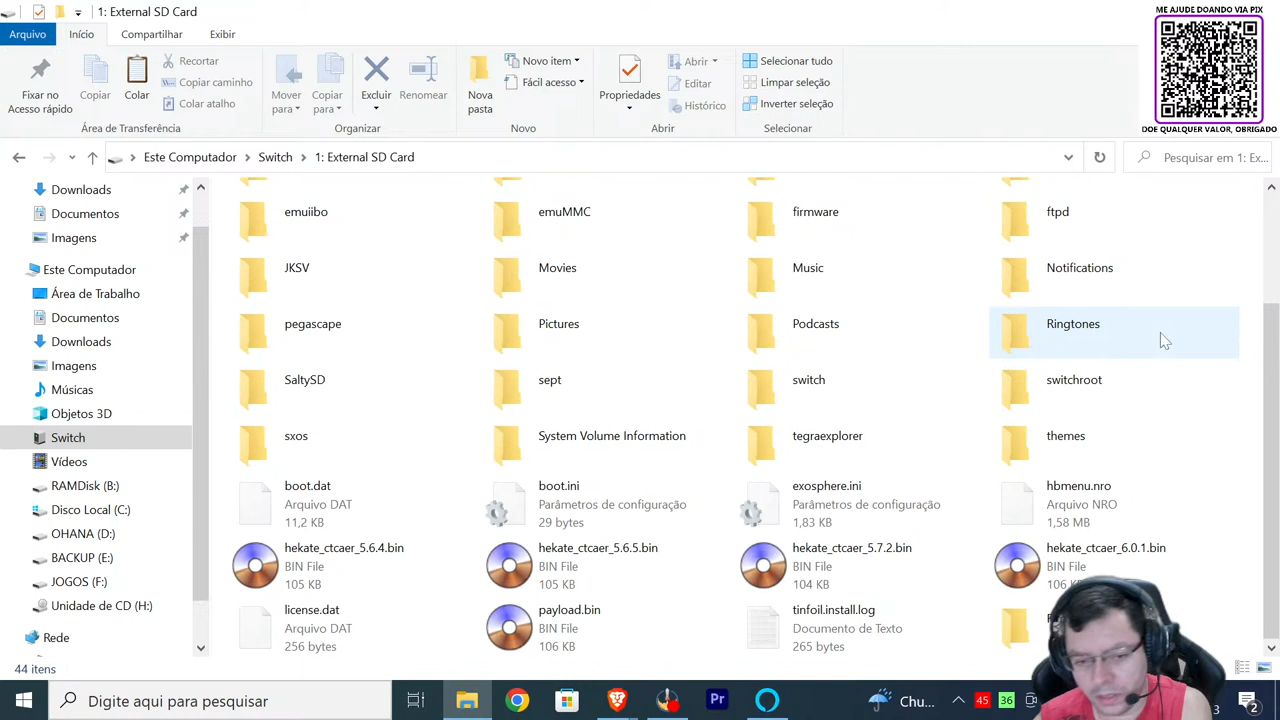 1: External SD Card
ME AJUDE DOANDO VIA PIX
Arquivo
Início
Compartilhar
Exibir
Fixar no
Acesso rápido
Copiar
Colar
Recortar
Copiar caminho
Colar atalho
Mover
para
Copiar
para
Excluir
Renomear
Nova
pasta
Novo item
Fácil acesso
Propriedades
Abrir
Editar
Histórico
Selecionar tudo
Limpar seleção
Inverter seleção
Área de Transferência
Organizar
Novo
Abrir
Selecionar
DOE QUALQUER VALOR, OBRIGADO
Este Computador
Switch
1: External SD Card
Pesquisar em 1: Ex...
Downloads
Documentos
Imagens
Este Computador
Área de Trabalho
Documentos
Downloads
Imagens
Músicas
Objetos 3D
Switch
Vídeos
RAMDisk (B:)
Disco Local (C:)
OHANA (D:)
BACKUP (E:)
JOGOS (F:)
Unidade de CD (H:)
Rede
emuiibo
emuMMC
firmware
ftpd
JKSV
Movies
Music
Notifications
pegascape
Pictures
Podcasts
Ringtones
SaltySD
sept
switch
switchroot
sxos
System Volume Information
tegraexplorer
themes
boot.dat
Arquivo DAT
11,2 KB
boot.ini
Parâmetros de configuração
29 bytes
exosphere.ini
Parâmetros de configuração
1,83 KB
hbmenu.nro
Arquivo NRO
1,58 MB
hekate_ctcaer_5.6.4.bin
BIN File
105 KB
hekate_ctcaer_5.6.5.bin
BIN File
105 KB
hekate_ctcaer_5.7.2.bin
BIN File
104 KB
hekate_ctcaer_6.0.1.bin
BIN File
106
license.dat
Arquivo DAT
256 bytes
payload.bin
BIN File
106 KB
tinfoil.install.log
Documento de Texto
265 bytes
44 itens
Digite aqui para pesquisar
Pr
Chu...
45
36
3
2